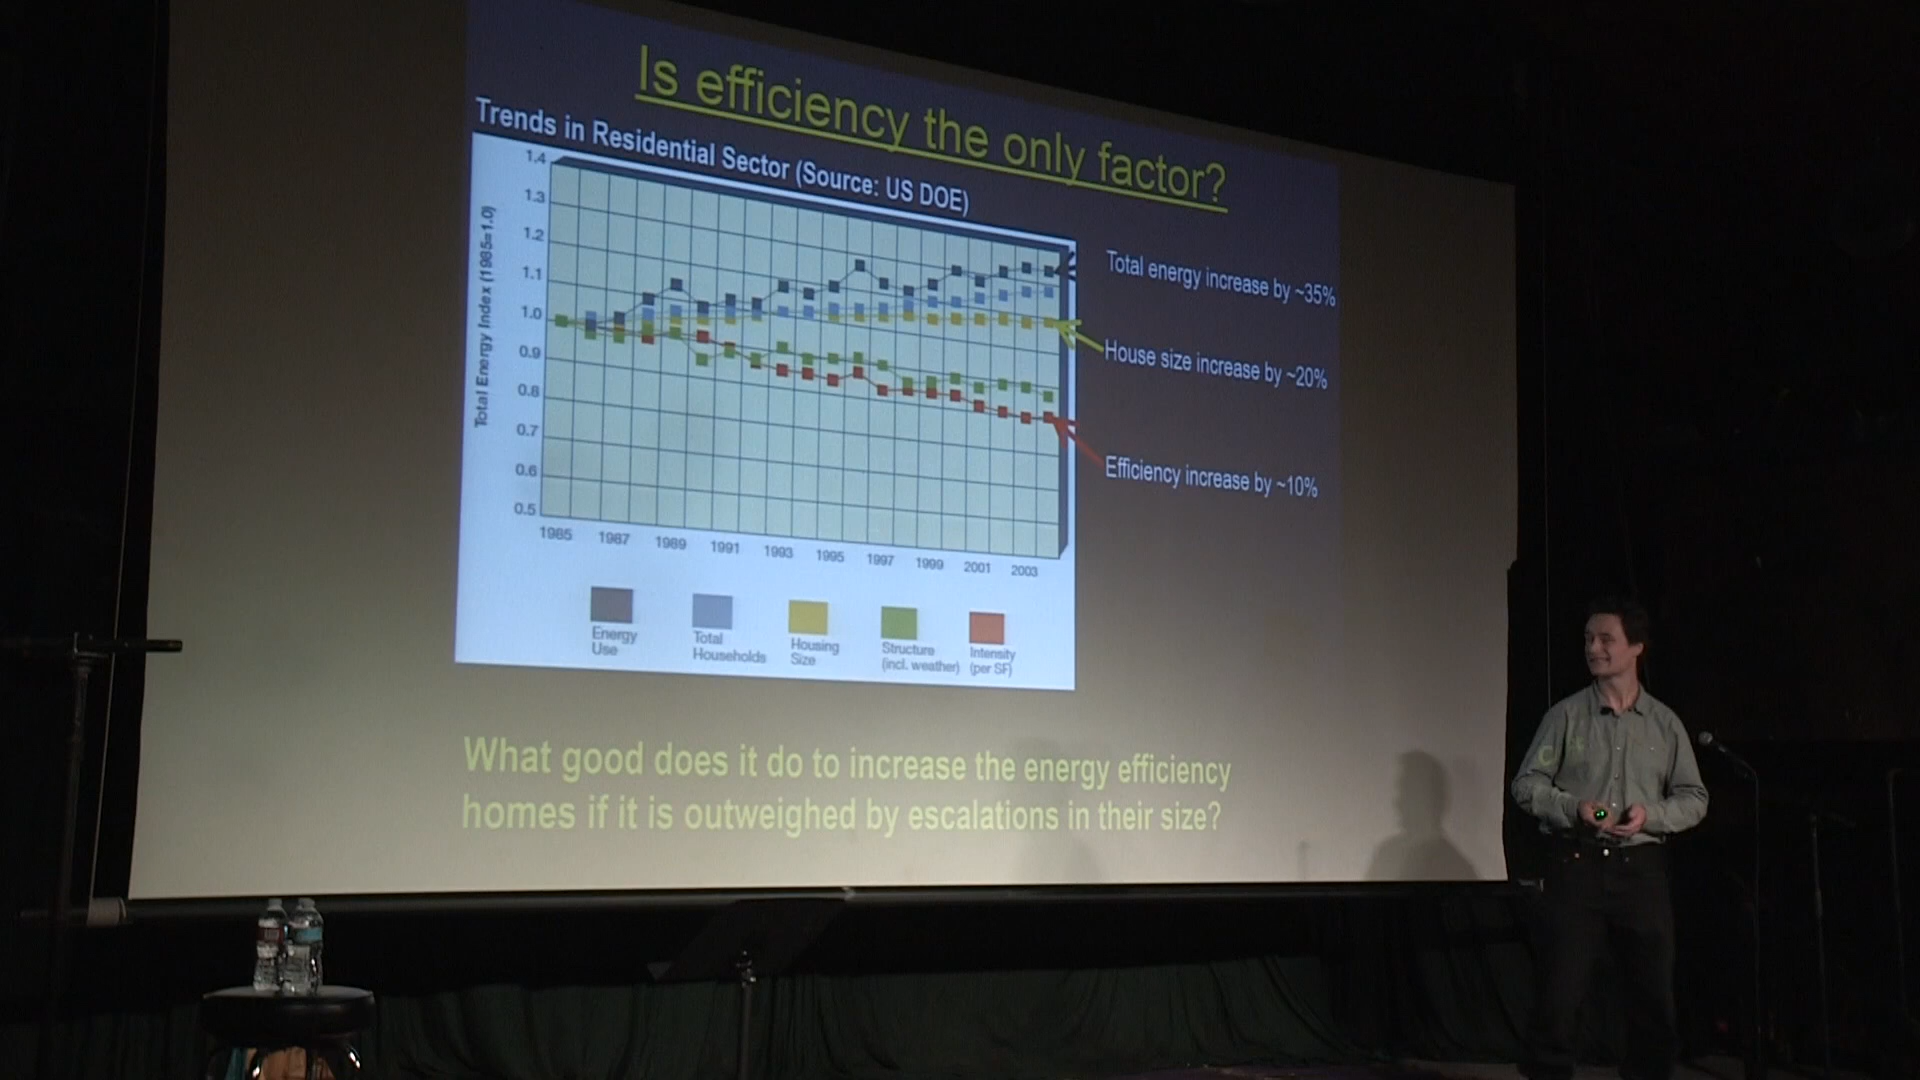 Is efficiency the only factor?
Trends in Residential Sector (Source: US DOE)
Total Energy Index (1985=1.0)
1.4
1.3
1.2
1.1
1.0
0.9
0.8
0.7
0.6
0.5
1985 1987 1989 1991 1993 1995 1997 1999 2001 2003
Energy Use
Total Households
Housing Size
Structure (incl. weather)
Intensity (per SF)
Total energy increase by ~35%
House size increase by ~20%
Efficiency increase by ~10%
What good does it do to increase the energy efficiency
homes if it is outweighed by escalations in their size?